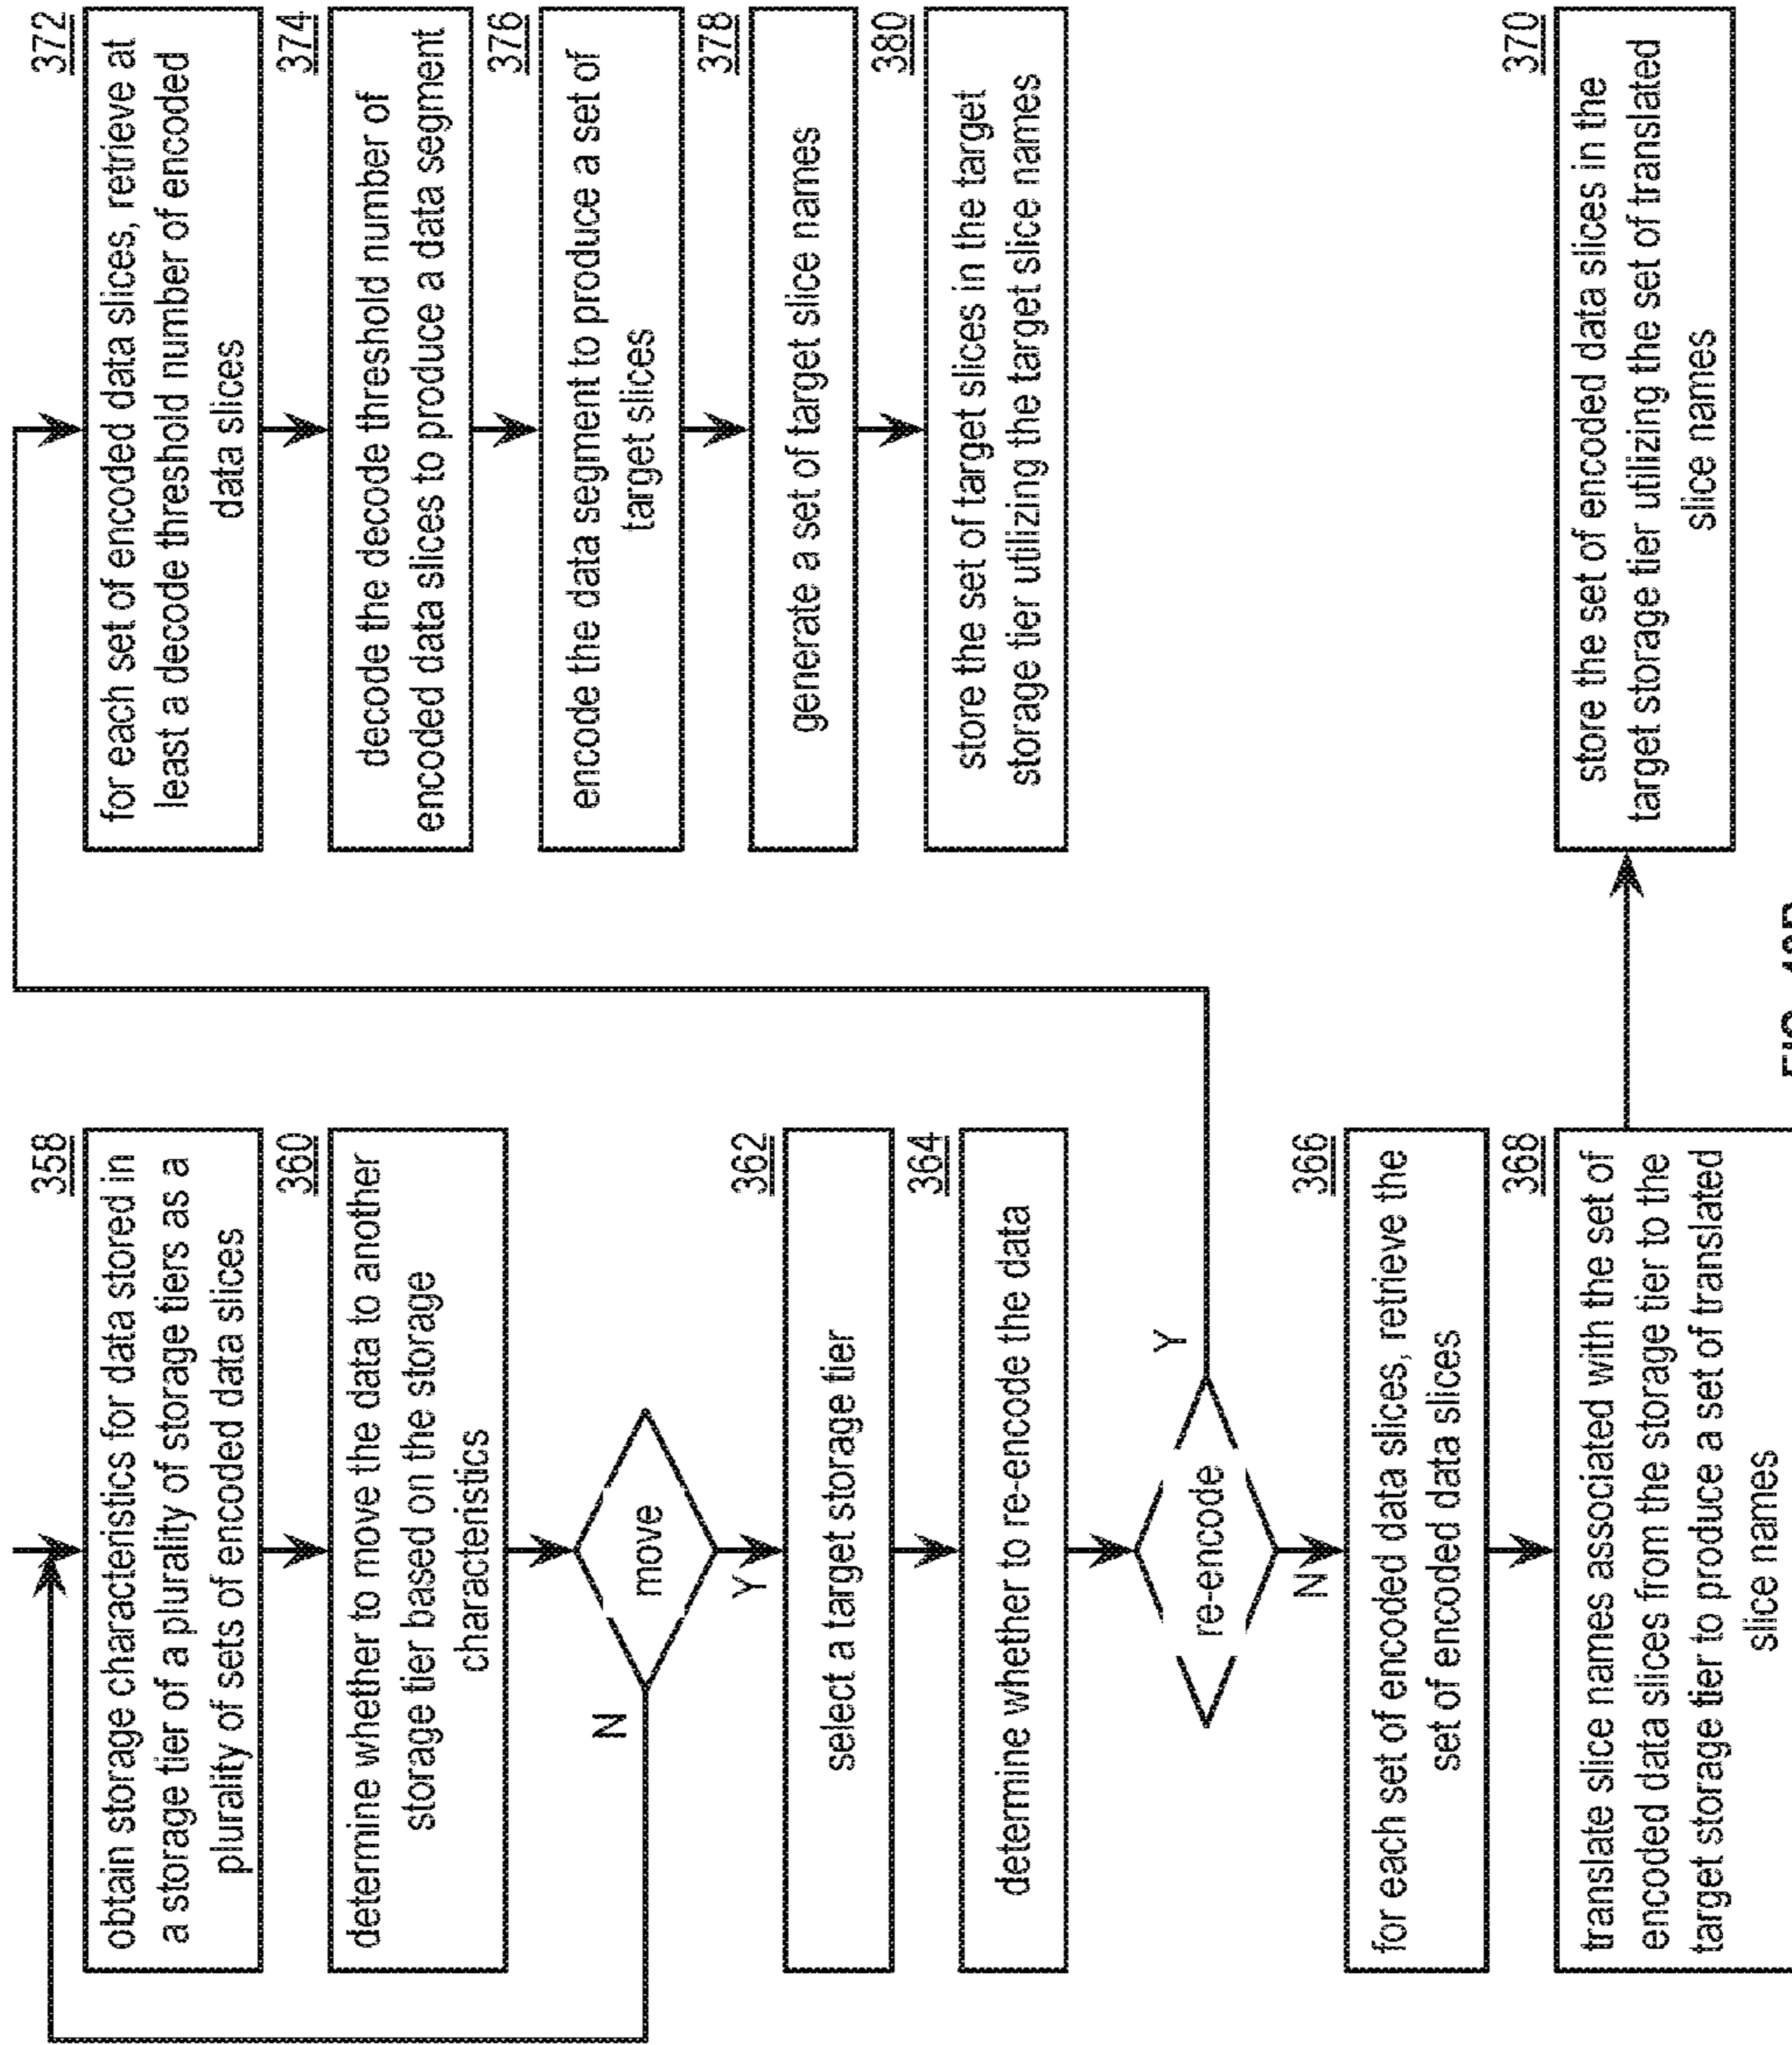 358
obtain storage characteristics for data stored in
a storage tier of a plurality of storage tiers as a
plurality of sets of encoded data slices
360
determine whether to move the data to another
storage tier based on the storage
characteristics
move
N
Y
362
select a target storage tier
364
determine whether to re-encode the data
re-encode
Y
N
366
for each set of encoded data slices, retrieve the
set of encoded data slices
368
translate slice names associated with the set of
encoded data slices from the storage tier to the
target storage tier to produce a set of translated
slice names
370
store the set of encoded data slices in the
target storage tier utilizing the set of translated
slice names
372
for each set of encoded data slices, retrieve at
least a decode threshold number of encoded
data slices
374
decode the decode threshold number of
encoded data slices to produce a data segment
376
encode the data segment to produce a set of
target slices
378
generate a set of target slice names
380
store the set of target slices in the target
storage tier utilizing the target slice names